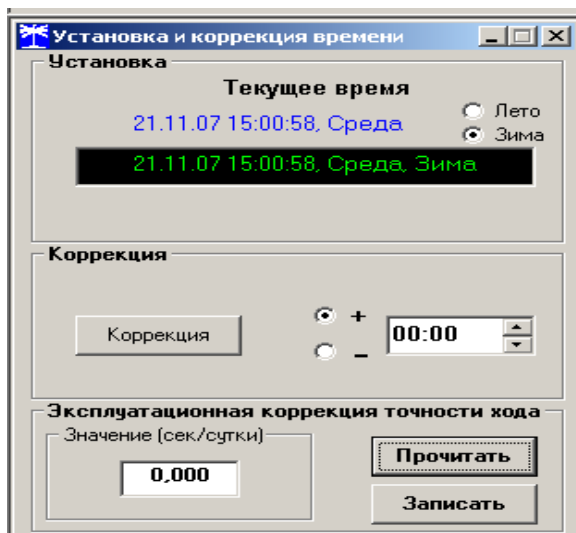 Установка и коррекция времени
Установка
Текущее время
21.11.07 15:00:58, Среда
Лето
Зима
21.11.07 15:00:58, Среда, Зима
Коррекция
Коррекция
+
00:00
–
Эксплуатационная коррекция точности хода
Значение (сек/сутки)
0,000
Прочитать
Записать